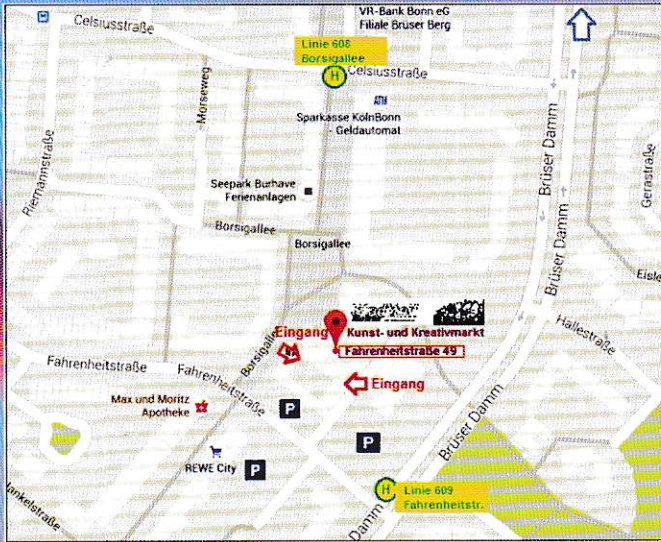 VR-Bank Bonn eG
Filiale Brüser Berg
Celsiusstraße
Linie 608
Borsigallee
H
Celsiusstraße
ATM
Sparkasse KölnBonn
- Geldautomat
Morseweg
Riemannstraße
Brüser Damm
Gerastraße
Seepark Burhave
Ferienanlagen
Borsigallee
Borsigallee
Brüser Damm
Eisle
Hallestraße
Eingang
Kunst- und Kreativmarkt
Fahrenheitstraße 49
Borsigalle
Fahrenheitstraße
Fahrenheitstraße
Eingang
Max und Moritz
Apotheke
P
P
REWE City
P
Brüser Damm
H
Linie 609
Fahrenheitstr.
Damm